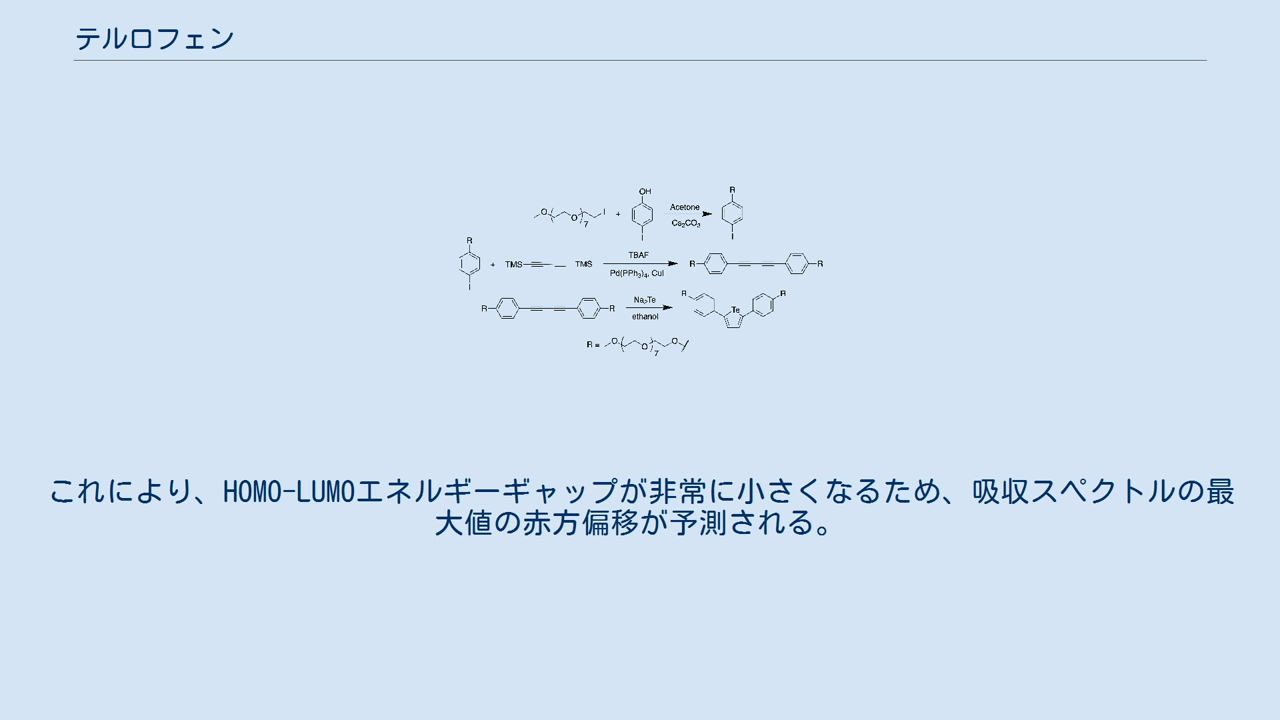 テルロフェン
OH
R
O
O
7
I
+
Acetone
Cs2CO3
I
I
R
+
TMS
TMS
TBAF
Pd(PPh3)4, CuI
R
R
I
R
R
Na2Te
ethanol
R
Te
R
R =
O
O
7
O
これにより、HOMO-LUMOエネルギーギャップが非常に小さくなるため、吸収スペクトルの最
大値の赤方偏移が予測される。